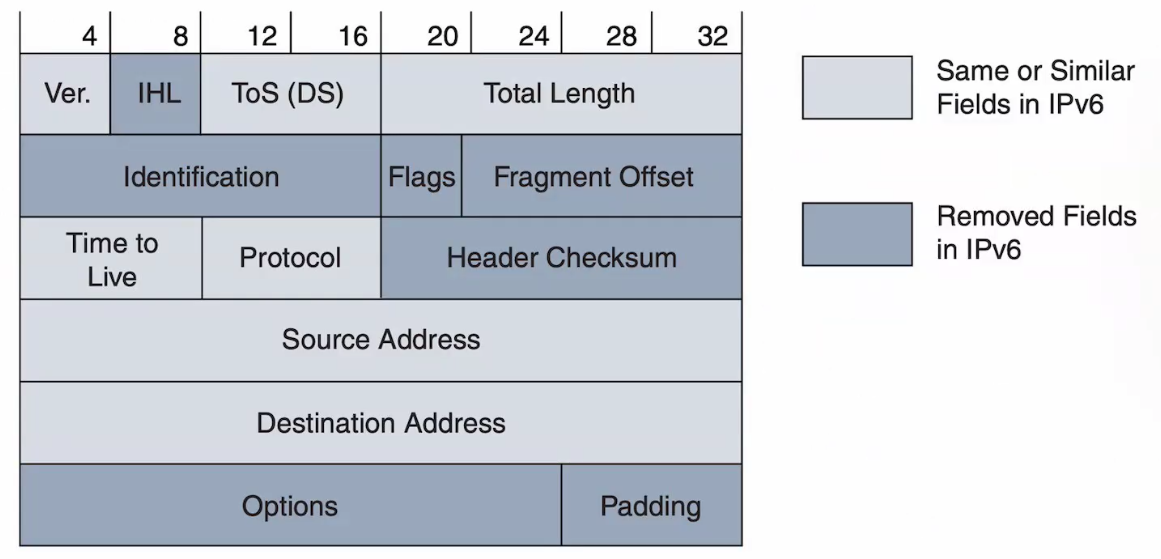 4 8 12 16 20 24 28 32
Ver. IHL ToS (DS) Total Length
Identification Flags Fragment Offset
Time to
Live
Protocol Header Checksum
Source Address
Destination Address
Options Padding
Same or Similar
Fields in IPv6
Removed Fields
in IPv6